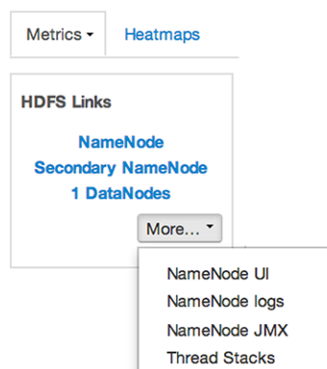 Metrics Heatmaps
HDFS Links
NameNode
Secondary NameNode
1 DataNodes
More...
NameNode UI
NameNode logs
NameNode JMX
Thread Stacks